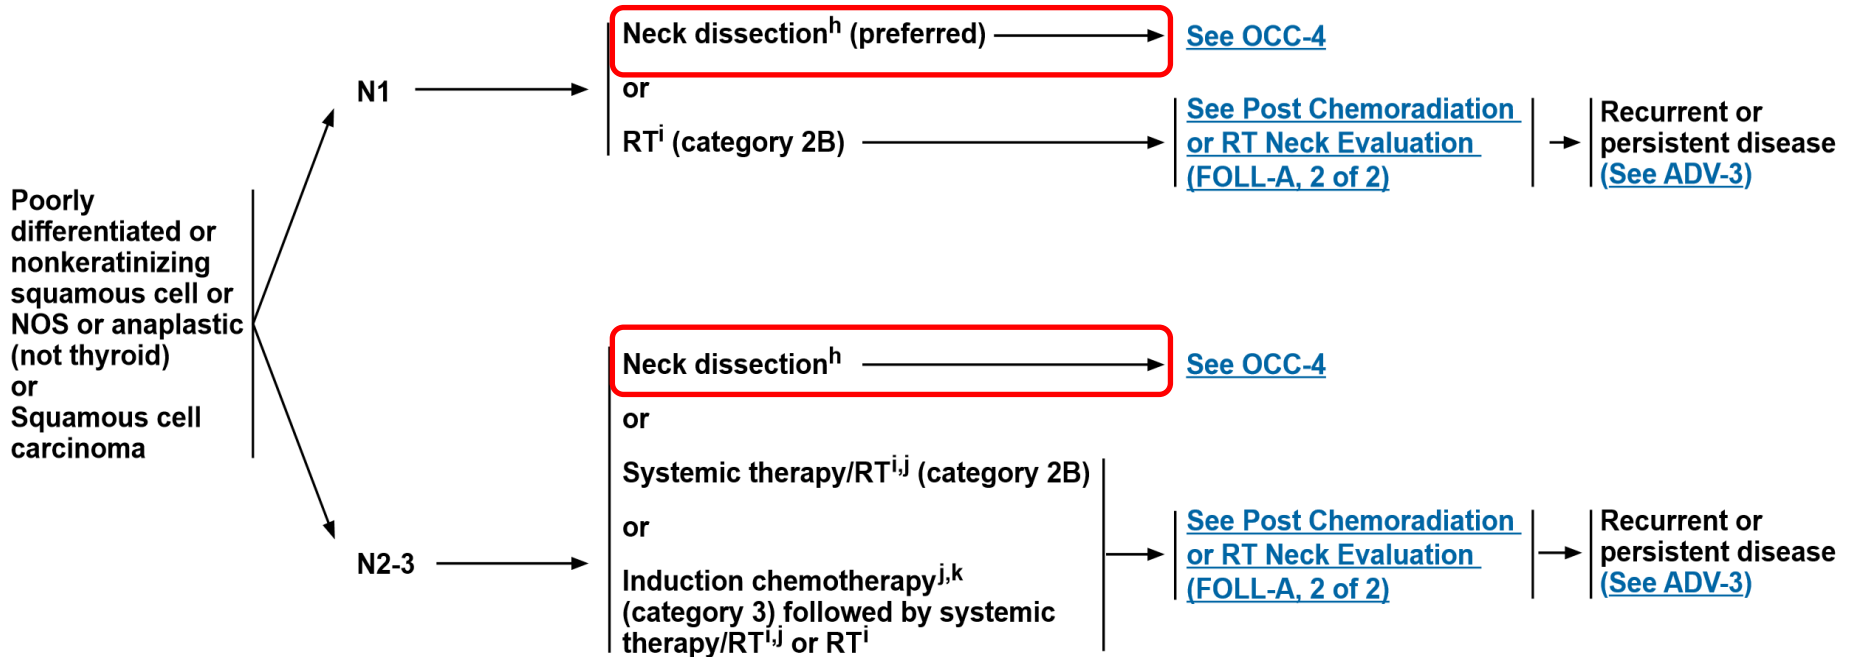 Poorly
differentiated or
nonkeratinizing
squamous cell or
NOS or anaplastic
(not thyroid)
or
Squamous cell
carcinoma
N1
Neck dissectionʰ (preferred)
See OCC-4
or
RTⁱ (category 2B)
See Post Chemoradiation
or RT Neck Evaluation
(FOLL-A, 2 of 2)
Recurrent or
persistent disease
(See ADV-3)
N2-3
Neck dissectionʰ
See OCC-4
or
Systemic therapy/RTⁱ,ʲ (category 2B)
or
Induction chemotherapyʲ,ᵏ
(category 3) followed by systemic
therapy/RTⁱ,ʲ or RTⁱ
See Post Chemoradiation
or RT Neck Evaluation
(FOLL-A, 2 of 2)
Recurrent or
persistent disease
(See ADV-3)